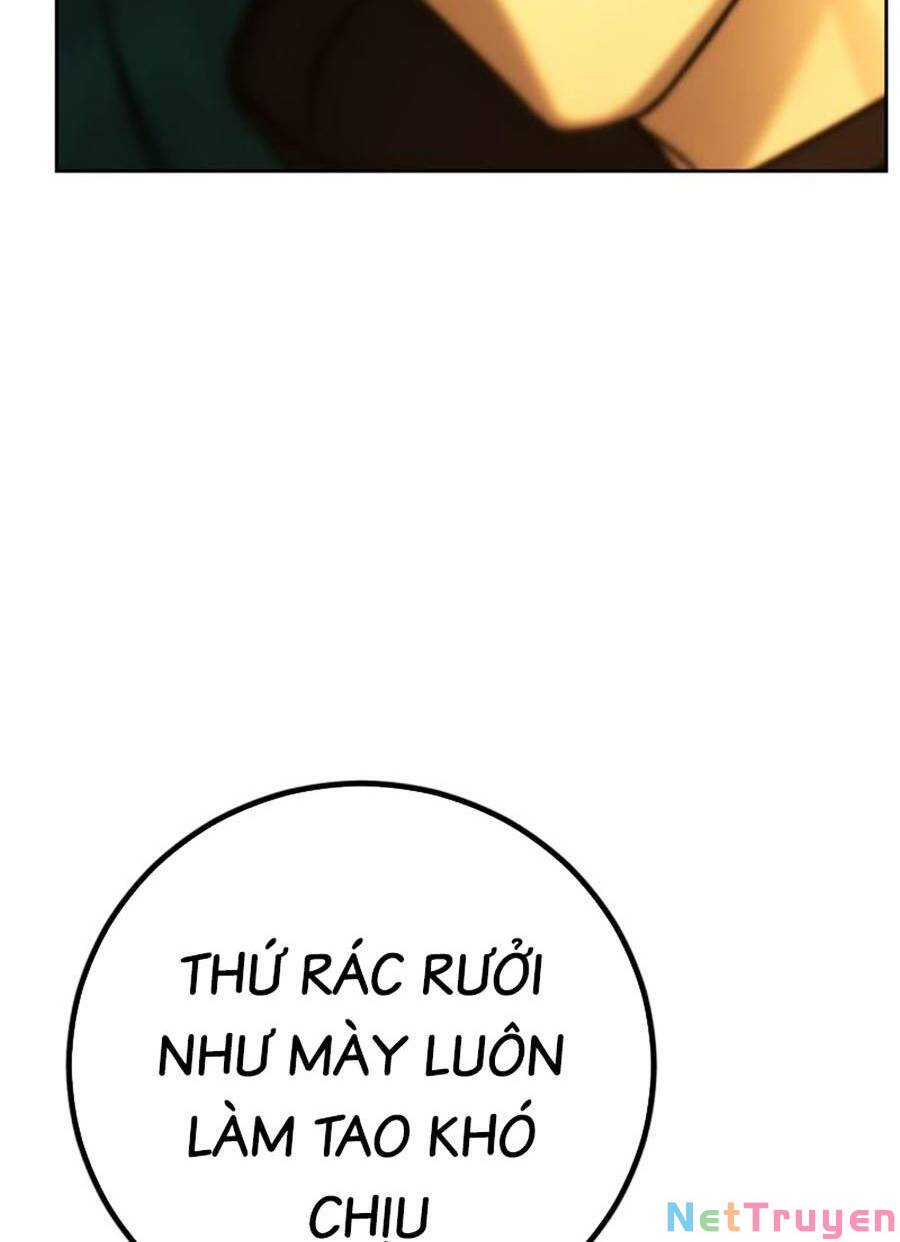 THỨ RÁC RƯỞI
NHƯ MÀY LUÔN
LÀM TAO KHÓ
CHỊU
NetTruyen